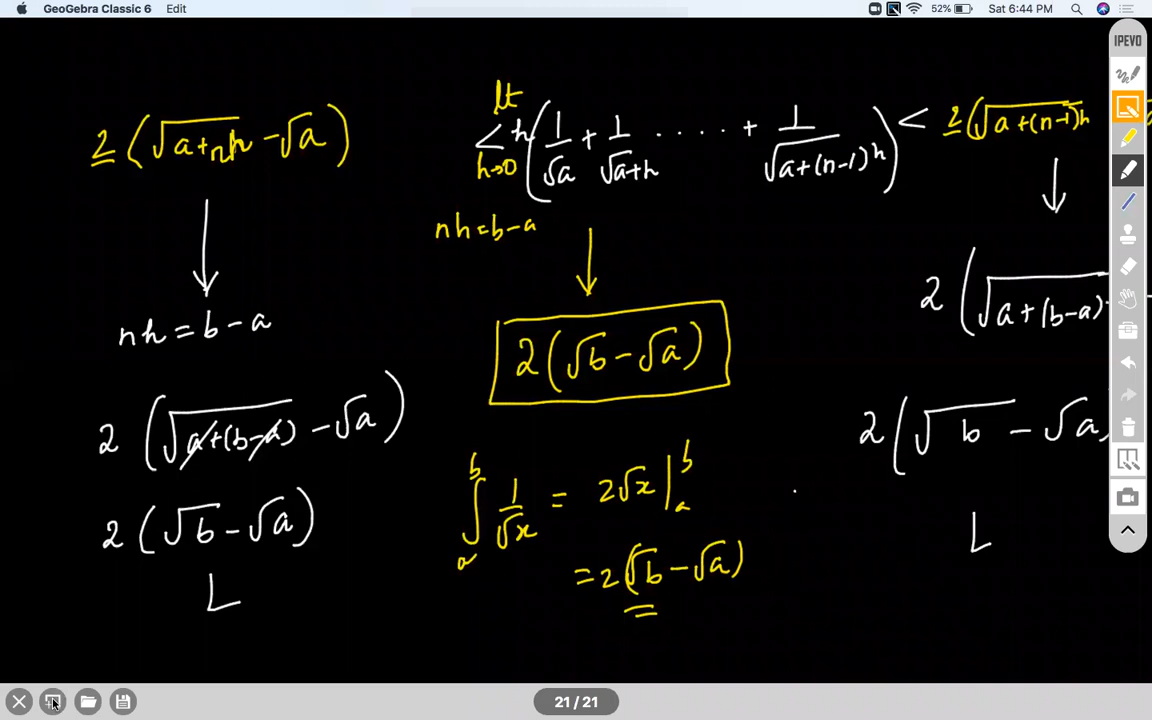 GeoGebra Classic 6 Edit 52% Sat 6:44 PM
IPEVO
2(√a+nh - √a)
lt
h→0
< h(1/√a + 1/√a+h ..... + 1/√a+(n-1)h) < 2(√a+(n-1)h
nh = b-a
nh = b-a
2(√b-√a)
2(√a+(b-a)
2(√a+(b-a) - √a)
2(√b - √a)
∫ₐᵇ 1/√x = 2√x |ₐᵇ
2(√b-√a)
= 2(√b-√a)
L
L
21 / 21